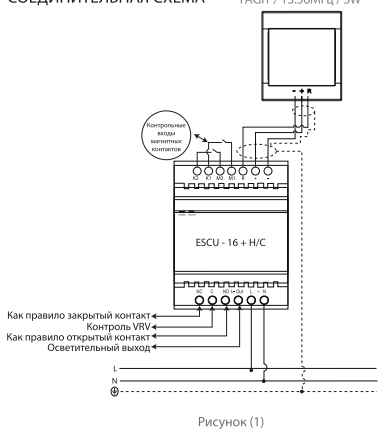 СОЕДИНИТЕЛЬНАЯ СХЕМА
/ 13.56МГц / 3W
- + R
Контрольные
входы
магнитных
контактов
K2 K1 M2 M1 R + -
ESCU - 16 + H/C
NC C NO L-Out L ~ N
Как правило закрытый контакт
Контроль VRV
Как правило открытый контакт
Осветительный выход
L
N
Рисунок (1)